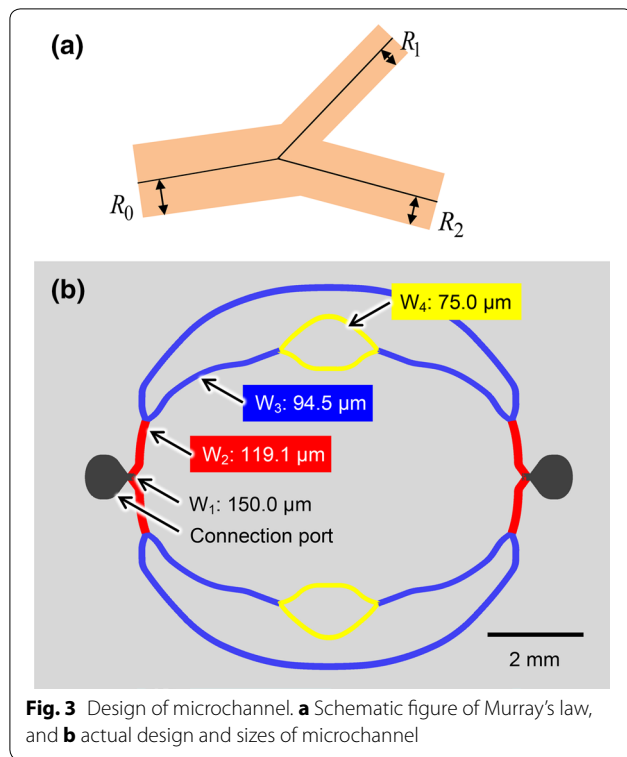 (a)
R1
R0
R2
(b)
W4: 75.0 µm
W3: 94.5 µm
W2: 119.1 µm
W1: 150.0 µm
Connection port
2 mm
Fig. 3 Design of microchannel. a Schematic figure of Murray’s law,
and b actual design and sizes of microchannel